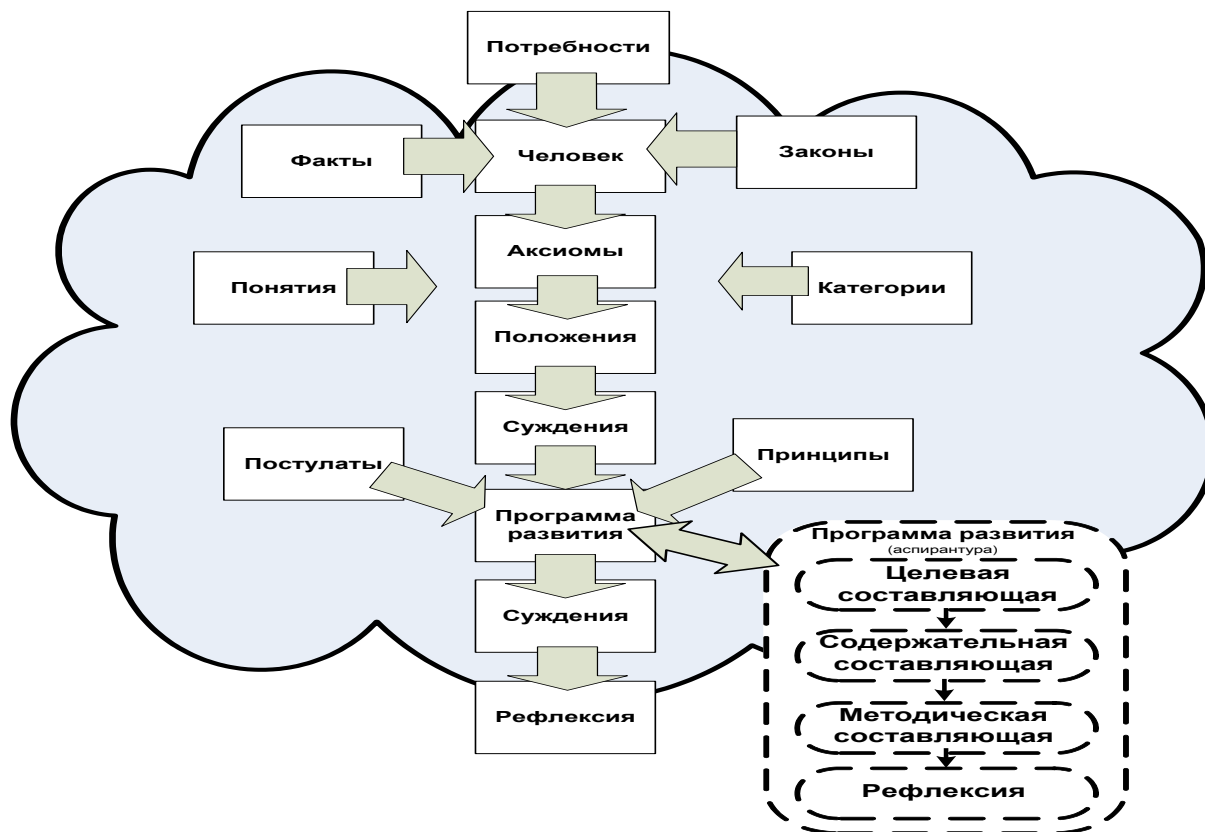 Потребности
Факты
Человек
Законы
Аксиомы
Понятия
Категории
Положения
Суждения
Постулаты
Принципы
Программа
развития
Суждения
Рефлексия
Программа развития
(аспирантура)
Целевая
составляющая
Содержательная
составляющая
Методическая
составляющая
Рефлексия